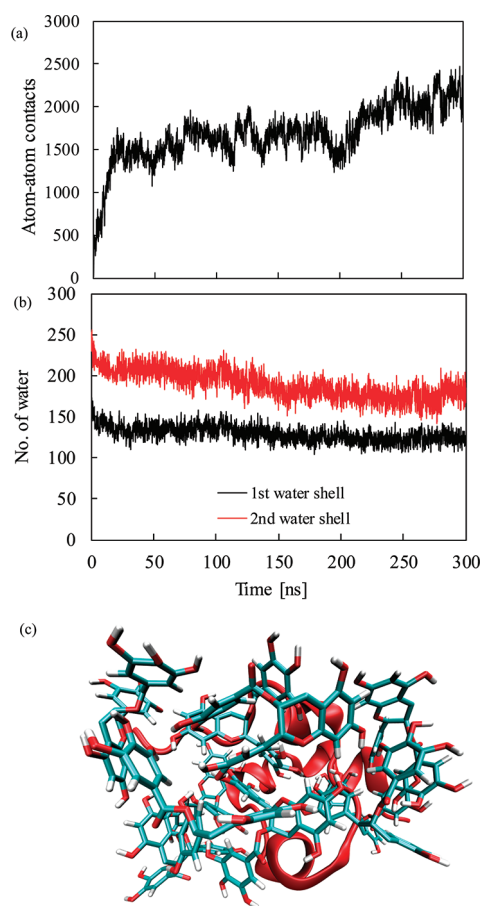 (a)
3000
2500
2000
1500
1000
500
0
Atom-atom contacts
(b)
300
250
200
150
100
50
0
No. of water
1st water shell
2nd water shell
0 50 100 150 200 250 300
Time [ns]
(c)